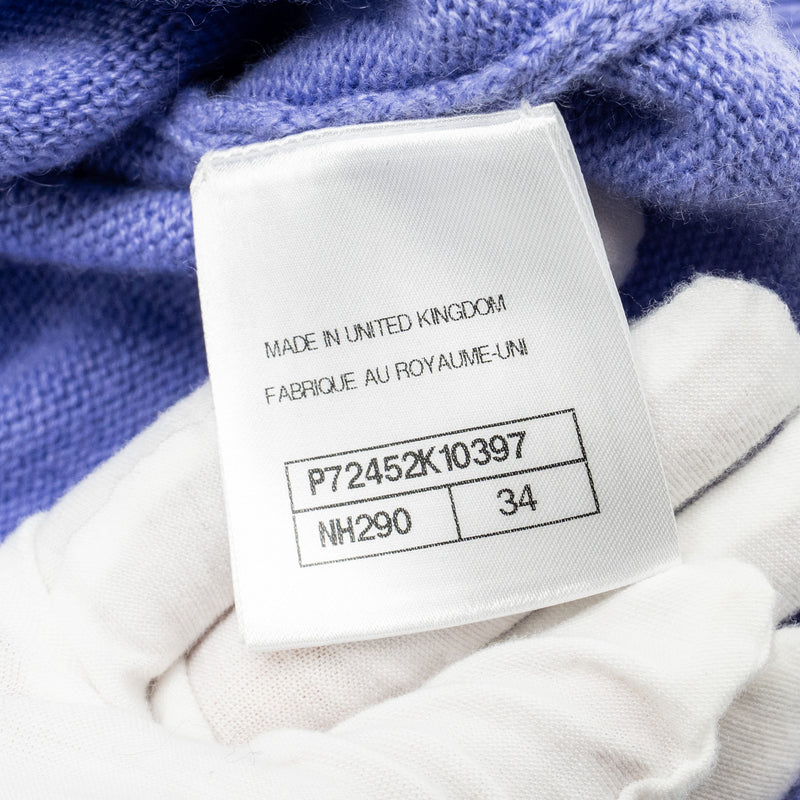 MADE IN UNITED KINGDOM
FABRIQUE AU ROYAUME-UNI
P72452K10397
NH290 34